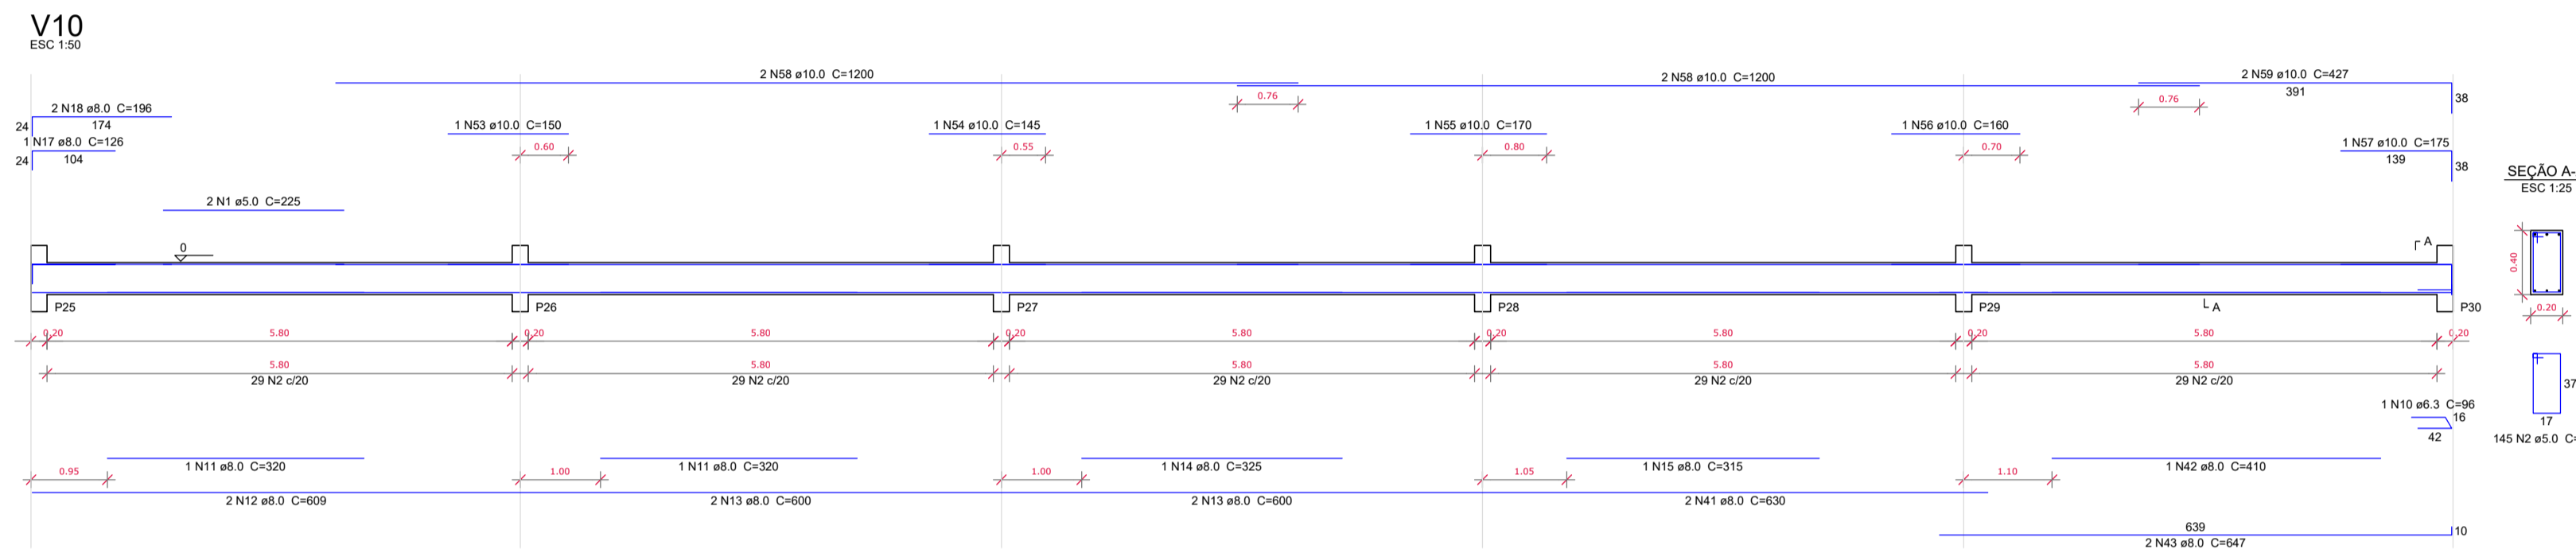 V10
ESC 1:50
2 N58 ø10.0 C=1200
2 N58 ø10.0 C=1200
2 N59 ø10.0 C=427
391
38
0.76
0.76
2 N18 ø8.0 C=196
174
24
1 N17 ø8.0 C=126
104
24
1 N53 ø10.0 C=150
0.60
1 N54 ø10.0 C=145
0.55
1 N55 ø10.0 C=170
0.80
1 N56 ø10.0 C=160
0.70
1 N57 ø10.0 C=175
139
38
2 N1 ø5.0 C=225
0
A
P25
P26
P27
P28
P29
A
P30
0.20
5.80
0.20
5.80
0.20
5.80
0.20
5.80
0.20
5.80
0.20
5.80
5.80
5.80
5.80
5.80
29 N2 c/20
29 N2 c/20
29 N2 c/20
29 N2 c/20
29 N2 c/20
1 N10 ø6.3 C=96
16
42
0.95
1 N11 ø8.0 C=320
1.00
1 N11 ø8.0 C=320
1.00
1 N14 ø8.0 C=325
1.05
1 N15 ø8.0 C=315
1.10
1 N42 ø8.0 C=410
2 N12 ø8.0 C=609
2 N13 ø8.0 C=600
2 N13 ø8.0 C=600
2 N41 ø8.0 C=630
639
10
2 N43 ø8.0 C=647
SEÇÃO A-
ESC 1:25
0.40
0.20
37
17
145 N2 ø5.0 C=